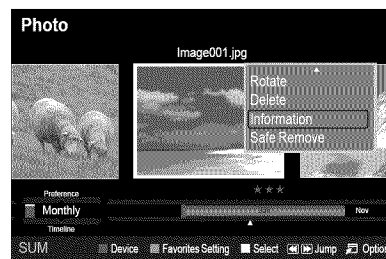 Photo
Image001.jpg
Rotate
Delete
Information
Safe Remove
Preference
Monthly
Nov
Timeline
SUM
Device
Favorites Setting
Select
Jump
Option